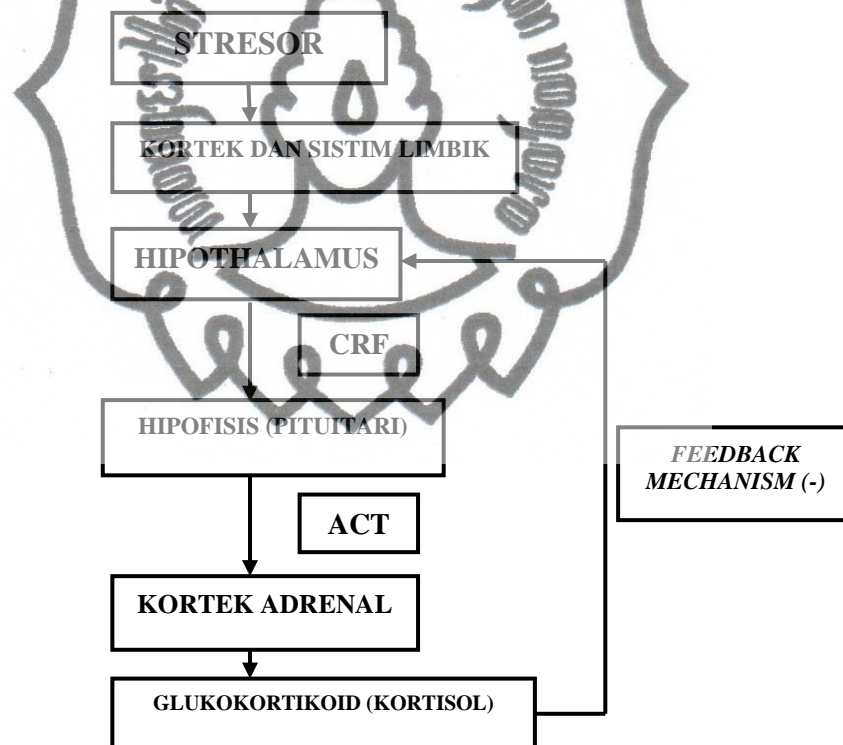 STRESOR
KORTEK DAN SISTIM LIMBIK
HIPOTHALAMUS
CRF
HIPOFISIS (PITUITARI)
FEEDBACK
MECHANISM (-)
ACT
KORTEK ADRENAL
GLUKOKORTIKOID (KORTISOL)